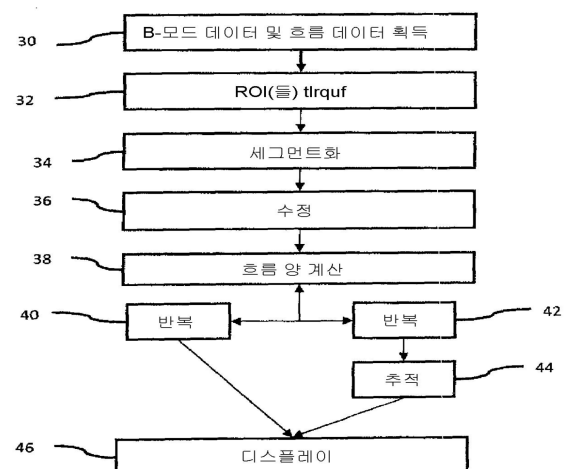 30
B-모드 데이터 및 흐름 데이터 획득
32
ROI(들) tlrquf
34
세그먼트화
36
수정
38
흐름 양 계산
40
반복
반복
42
추적
44
46
디스플레이